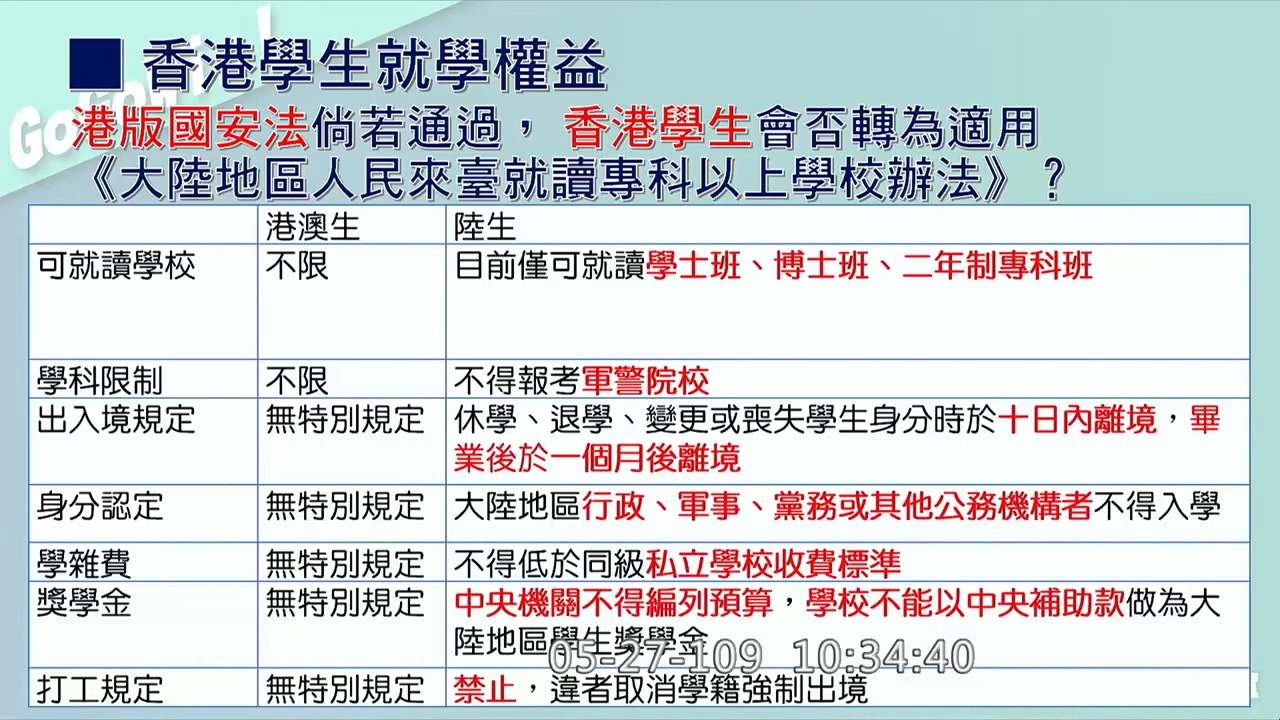 ■ 香港學生就學權益
港版國安法倘若通過，香港學生會否轉為適用
《大陸地區人民來臺就讀專科以上學校辦法》？
港澳生 陸生
可就讀學校 不限 目前僅可就讀學士班、博士班、二年制專科班
學科限制 不限 不得報考軍警院校
出入境規定 無特別規定 休學、退學、變更或喪失學生身分時於十日內離境，畢
業後於一個月後離境
身分認定 無特別規定 大陸地區行政、軍事、黨務或其他公務機構者不得入學
學雜費 無特別規定 不得低於同級私立學校收費標準
獎學金 無特別規定 中央機關不得編列預算，學校不能以中央補助款做為大
陸地區學生獎學金
05-27-109 10:34:40
打工規定 無特別規定 禁止，違者取消學籍強制出境